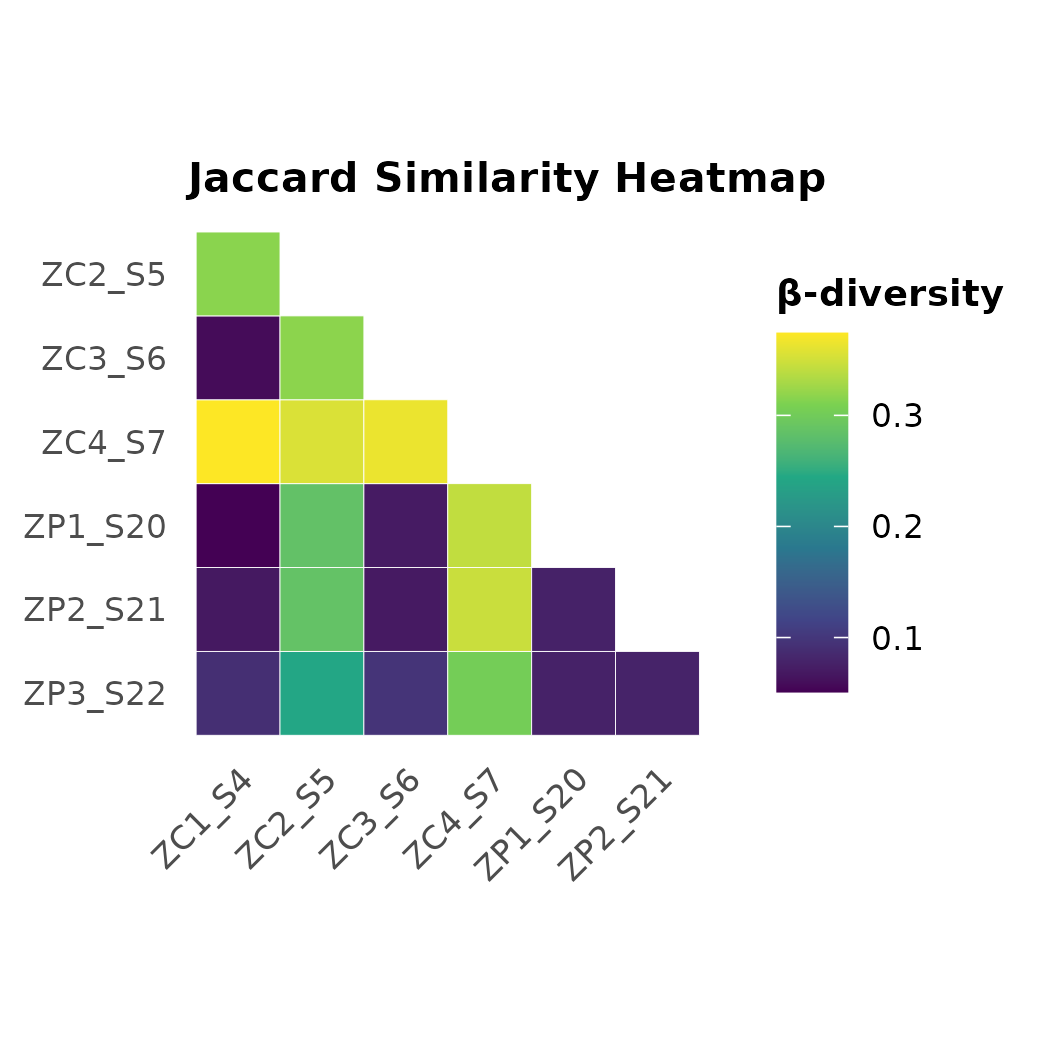 Jaccard Similarity Heatmap
ZC2_S5
ZC3_S6
ZC4_S7
ZP1_S20
ZP2_S21
ZP3_S22
ZC1_S4
ZC2_S5
ZC3_S6
ZC4_S7
ZP1_S20
ZP2_S21
β-diversity
0.3
0.2
0.1